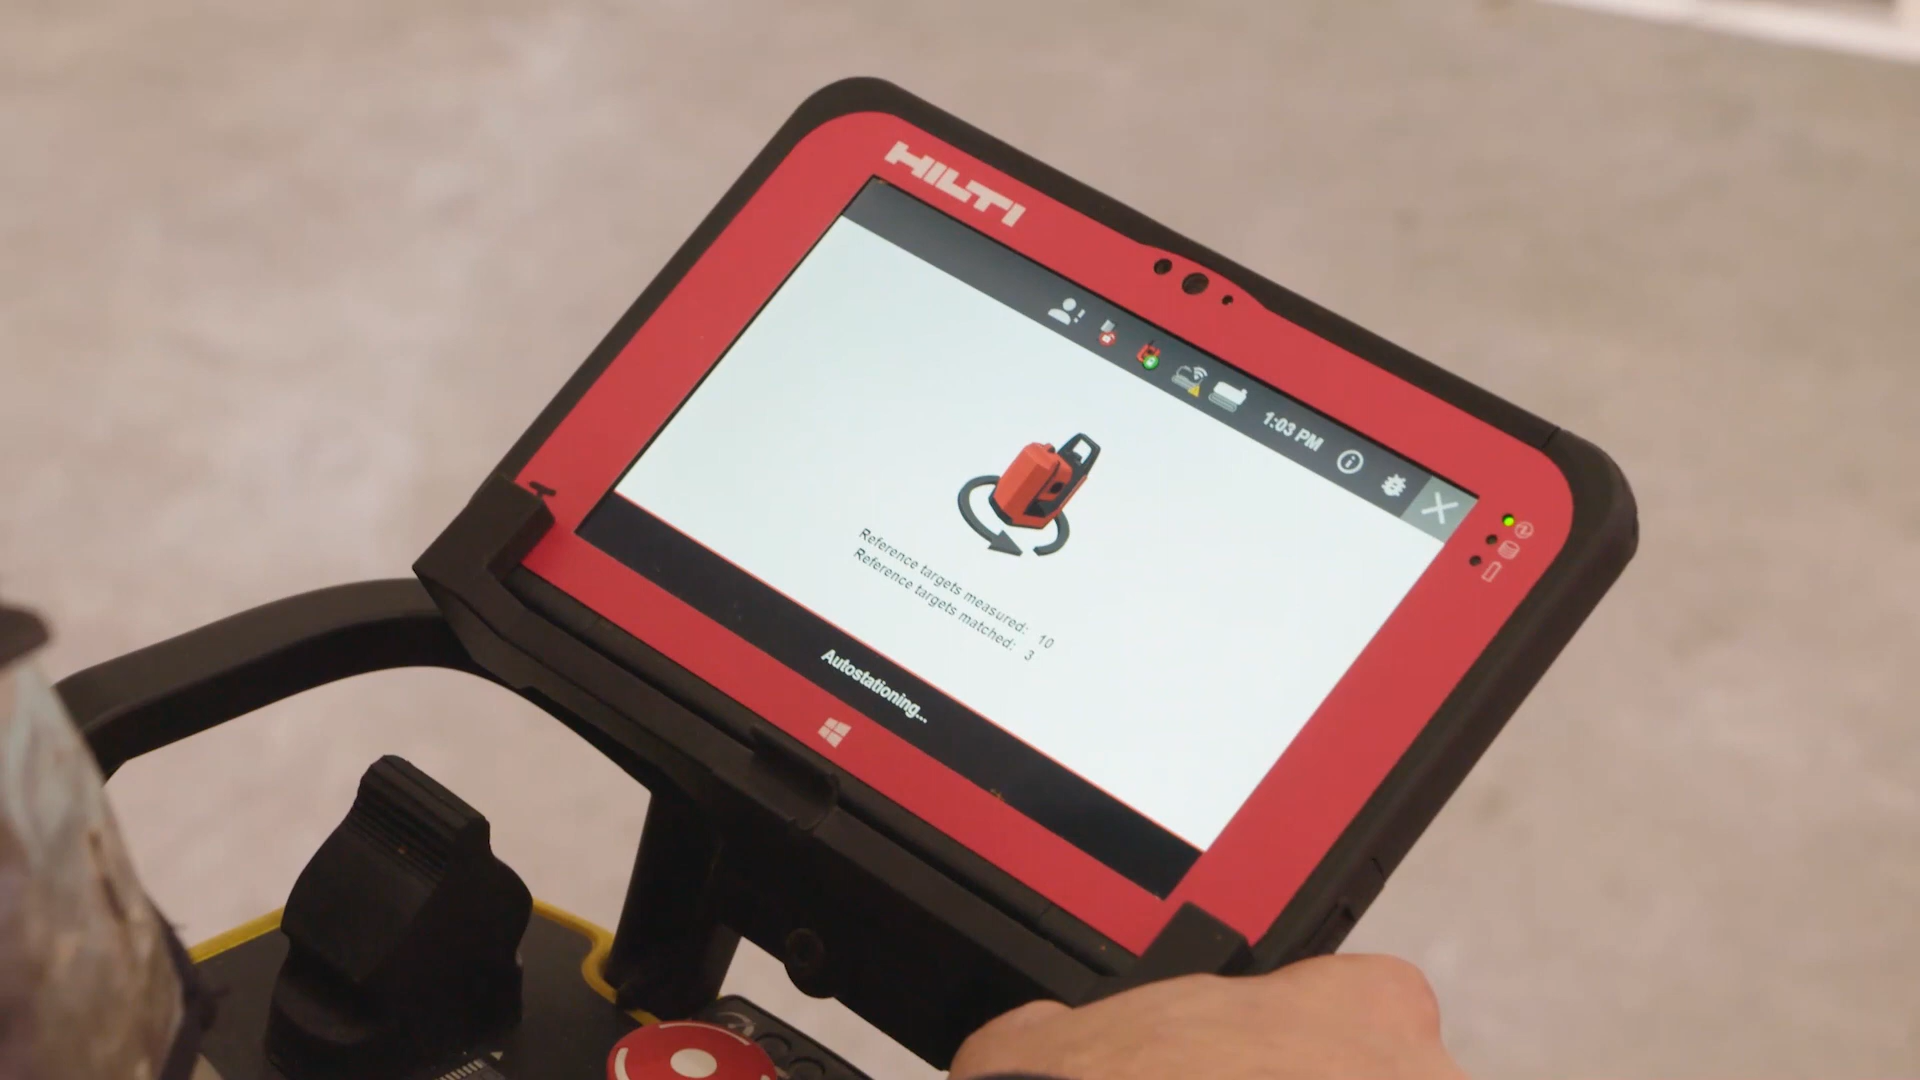 HILTI
1:03 PM
Reference targets measured: 10
Reference targets matched: 3
Autostationing...